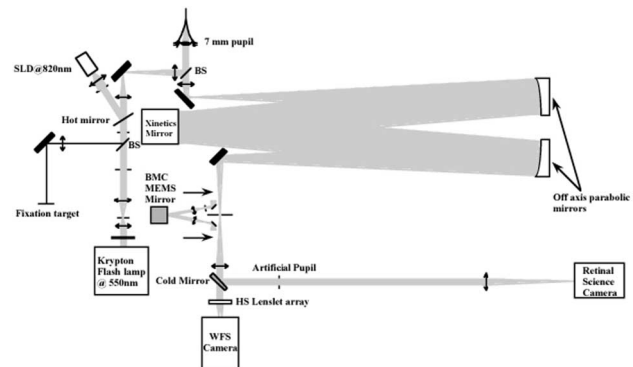 7 mm pupil
SLD@820nm
BS
Hot mirror
Xinetics
Mirror
BS
BMC
MEMS
Mirror
Fixation target
Off axis parabolic
mirrors
Krypton
Flash lamp
@ 550nm
Artificial Pupil
Cold Mirror
Retinal
Science
Camera
HS Lenslet array
WFS
Camera